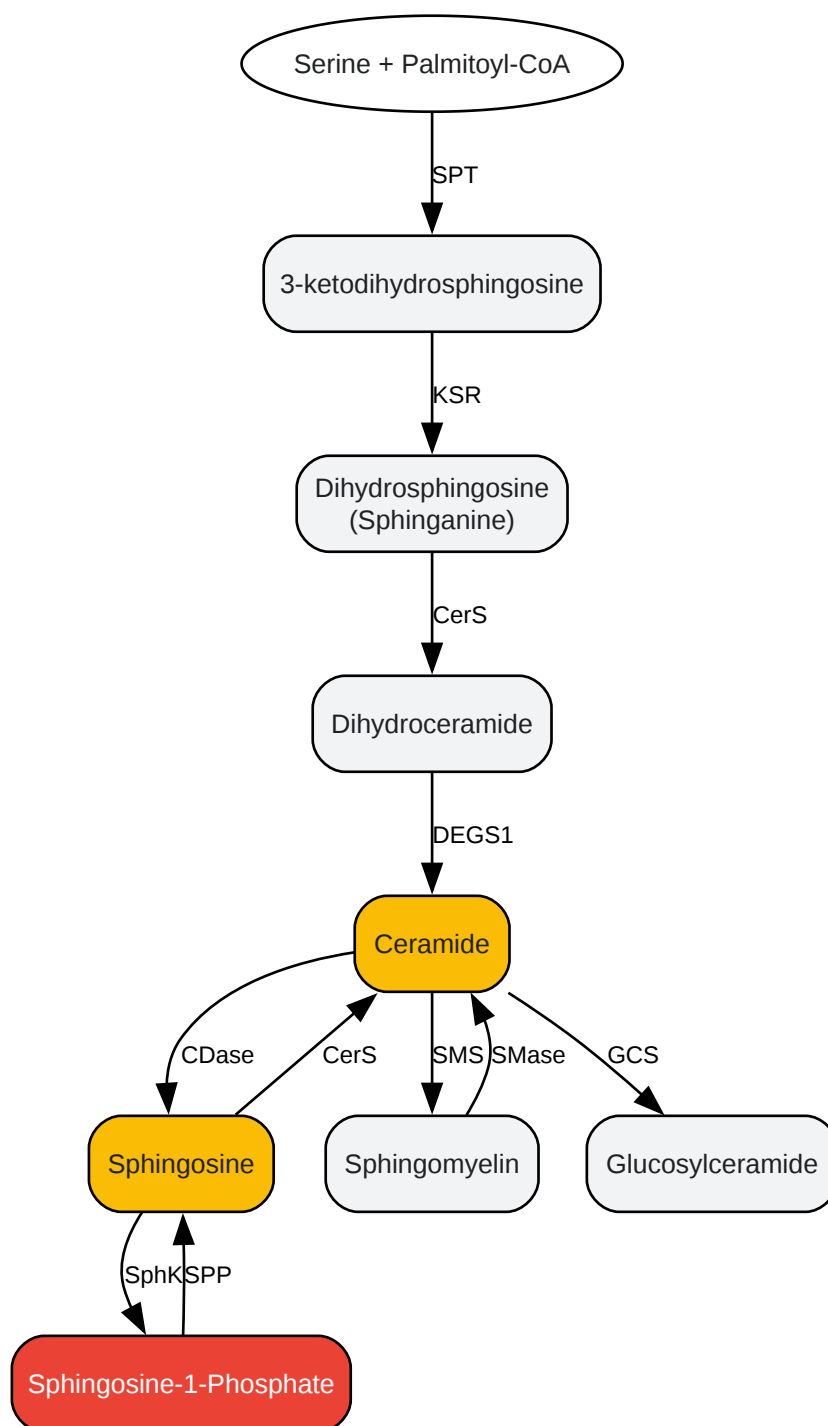 Serine + Palmitoyl-CoA
SPT
3-ketodihydrosphingosine
KSR
Dihydrosphingosine
(Sphinganine)
CerS
Dihydroceramide
DEGS1
Ceramide
CDase
CerS
SMS
SMase
GCS
Sphingosine
Sphingomyelin
Glucosylceramide
SphK
SPP
Sphingosine-1-Phosphate